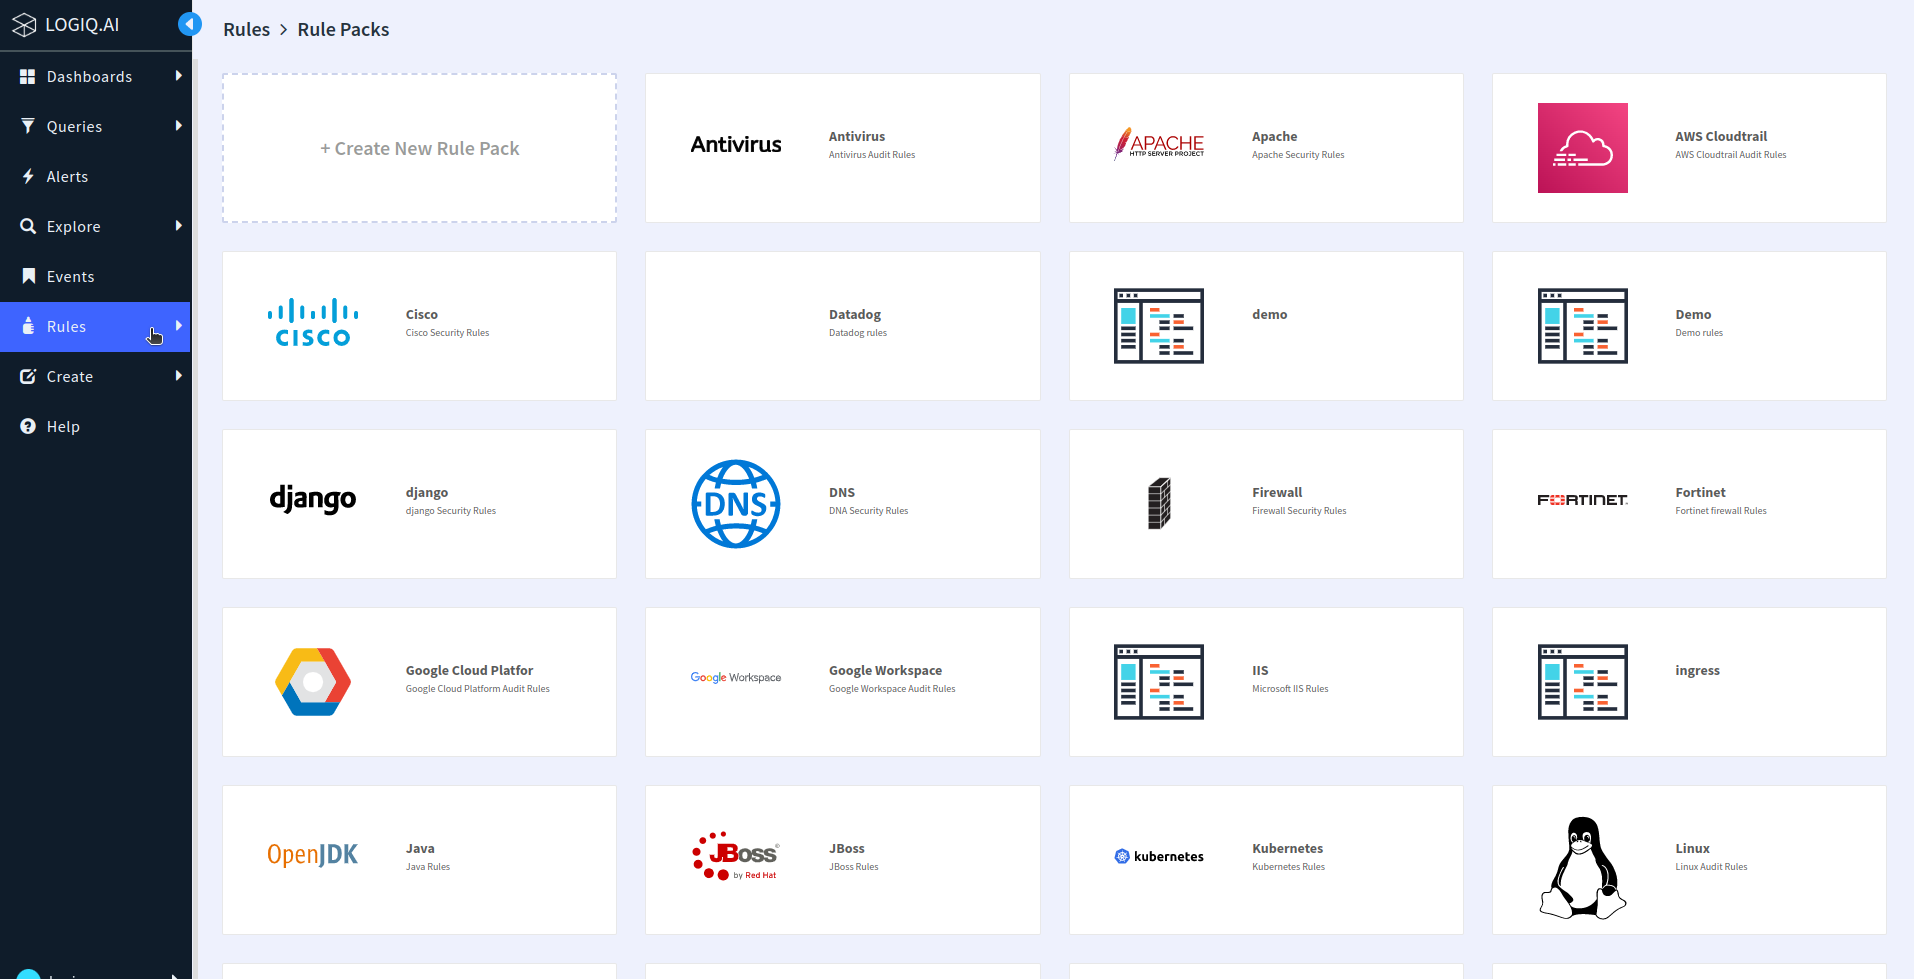 LOGIQ.AI
Dashboards
Queries
Alerts
Explore
Events
Rules
Create
Help
Rules > Rule Packs
+ Create New Rule Pack
Antivirus
Antivirus
Antivirus Audit Rules
APACHE
HTTP SERVER PROJECT
Apache
Apache Security Rules
AWS Cloudtrail
AWS Cloudtrail Audit Rules
CISCO
Cisco
Cisco Security Rules
Datadog
Datadog rules
demo
Demo
Demo rules
django
django
django Security Rules
DNS
DNS
DNA Security Rules
Firewall
Firewall Security Rules
FORTINET
Fortinet
Fortinet firewall Rules
Google Cloud Platfor
Google Cloud Platform Audit Rules
Google Workspace
Google Workspace
Google Workspace Audit Rules
IIS
Microsoft IIS Rules
ingress
OpenJDK
Java
Java Rules
JBoss
by Red Hat
JBoss
JBoss Rules
kubernetes
Kubernetes
Kubernetes Rules
Linux
Linux Audit Rules